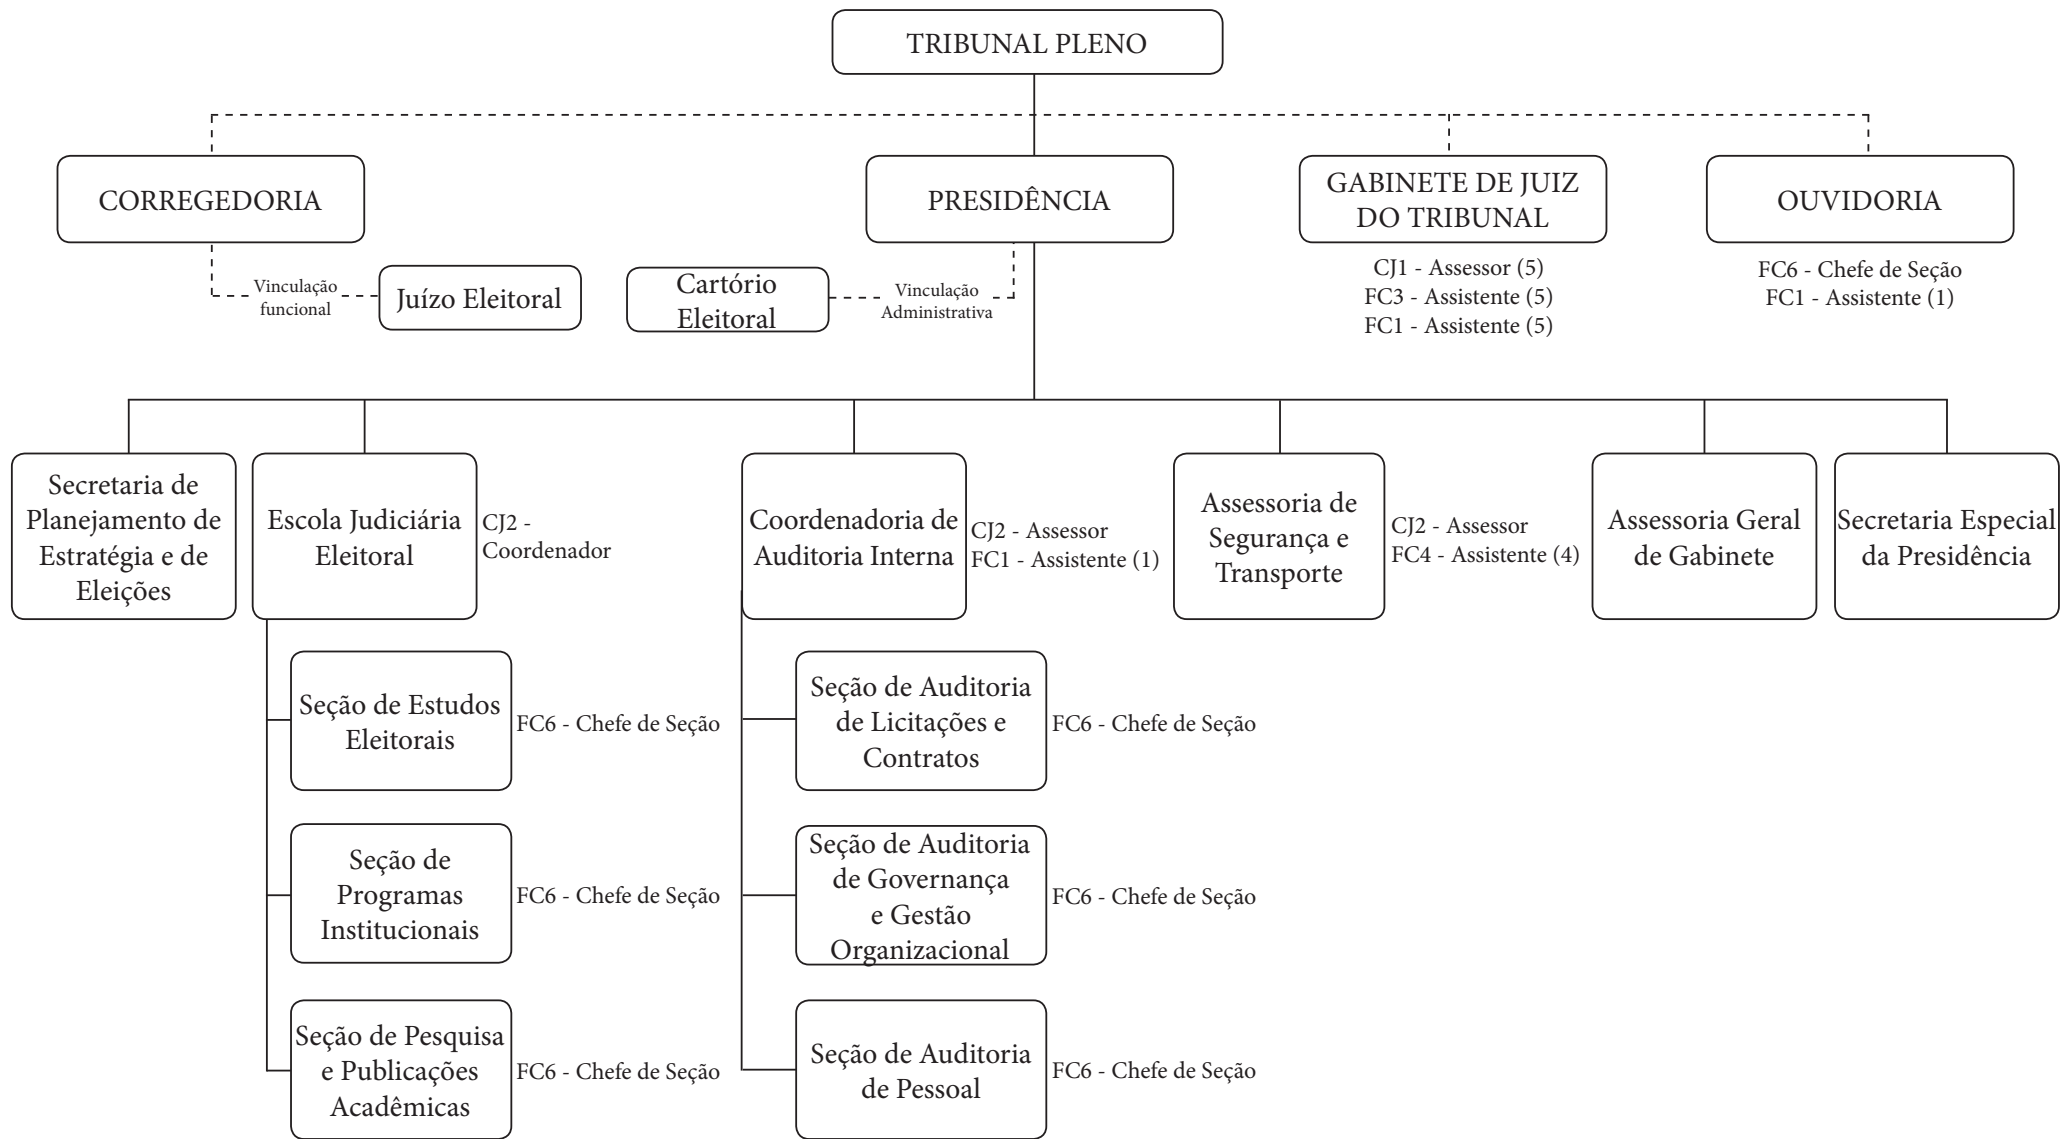 TRIBUNAL PLENO
CORREGEDORIA
PRESIDÊNCIA
GABINETE DE JUIZ
DO TRIBUNAL
OUVIDORIA
CJ1 - Assessor (5)
FC3 - Assistente (5)
FC1 - Assistente (5)
FC6 - Chefe de Seção
FC1 - Assistente (1)
Vinculação
funcional
Juízo Eleitoral
Cartório
Eleitoral
Vinculação
Administrativa
Secretaria de
Planejamento de
Estratégia e de
Eleições
Escola Judiciária
Eleitoral
CJ2 -
Coordenador
Coordenadoria de
Auditoria Interna
CJ2 - Assessor
FC1 - Assistente (1)
Assessoria de
Segurança e
Transporte
CJ2 - Assessor
FC4 - Assistente (4)
Assessoria Geral
de Gabinete
Secretaria Especial
da Presidência
Seção de Estudos
Eleitorais
FC6 - Chefe de Seção
Seção de Auditoria
de Licitações e
Contratos
FC6 - Chefe de Seção
Seção de
Programas
Institucionais
FC6 - Chefe de Seção
Seção de Auditoria
de Governança
e Gestão
Organizacional
FC6 - Chefe de Seção
Seção de Pesquisa
e Publicações
Acadêmicas
FC6 - Chefe de Seção
Seção de Auditoria
de Pessoal
FC6 - Chefe de Seção